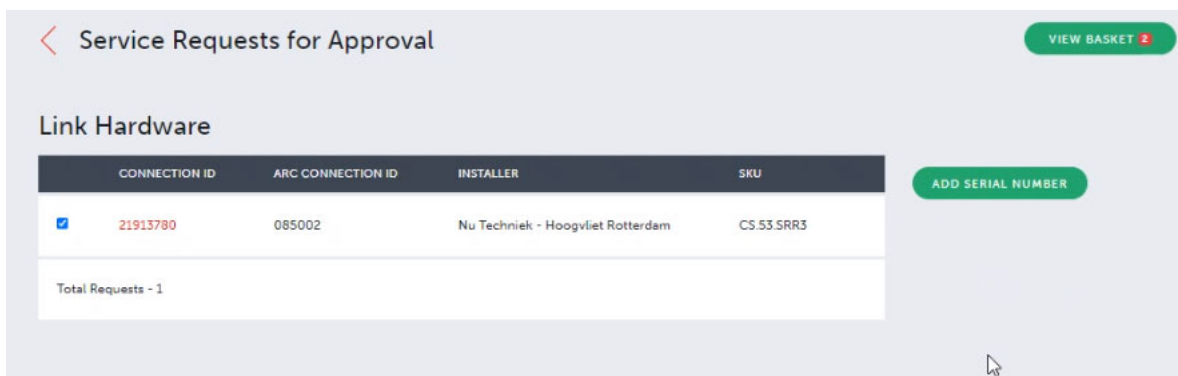 Service Requests for Approval
VIEW BASKET 2
Link Hardware
CONNECTION ID ARC CONNECTION ID INSTALLER SKU
ADD SERIAL NUMBER
21913780 085002 Nu Techniek - Hoogvliet Rotterdam CS.53.SRR3
Total Requests - 1